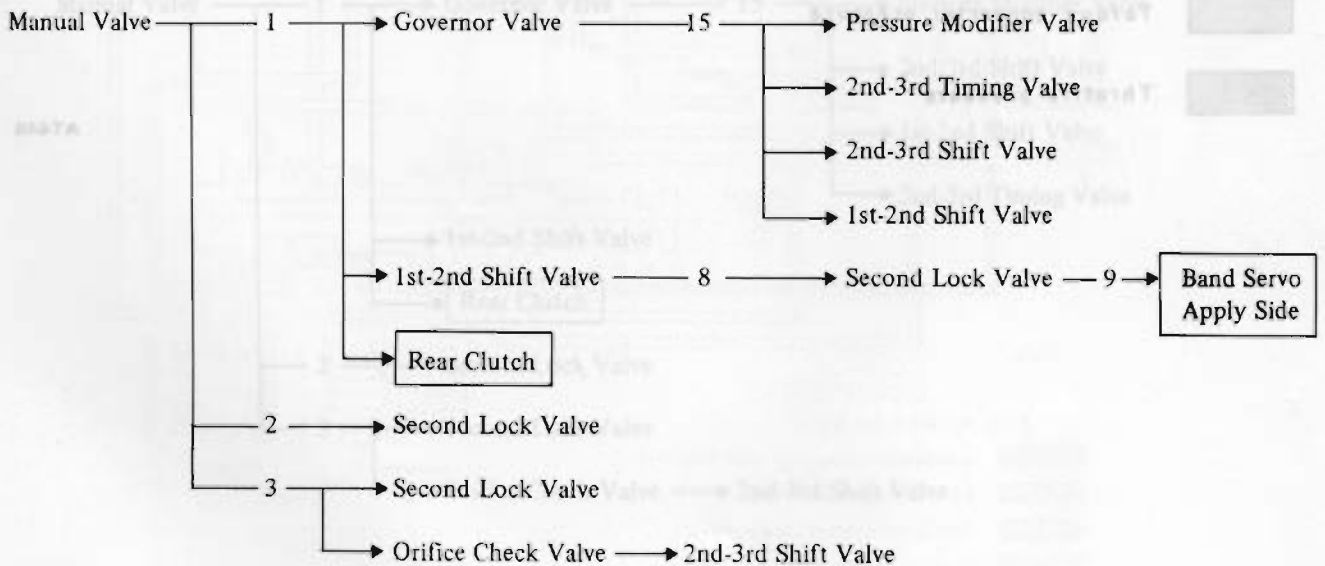 Manual Valve 1 Governor Valve 15 Pressure Modifier Valve
2nd-3rd Timing Valve
2nd-3rd Shift Valve
1st-2nd Shift Valve
1st-2nd Shift Valve 8 Second Lock Valve 9 Band Servo
Apply Side
Rear Clutch
2 Second Lock Valve
3 Second Lock Valve
Orifice Check Valve 2nd-3rd Shift Valve